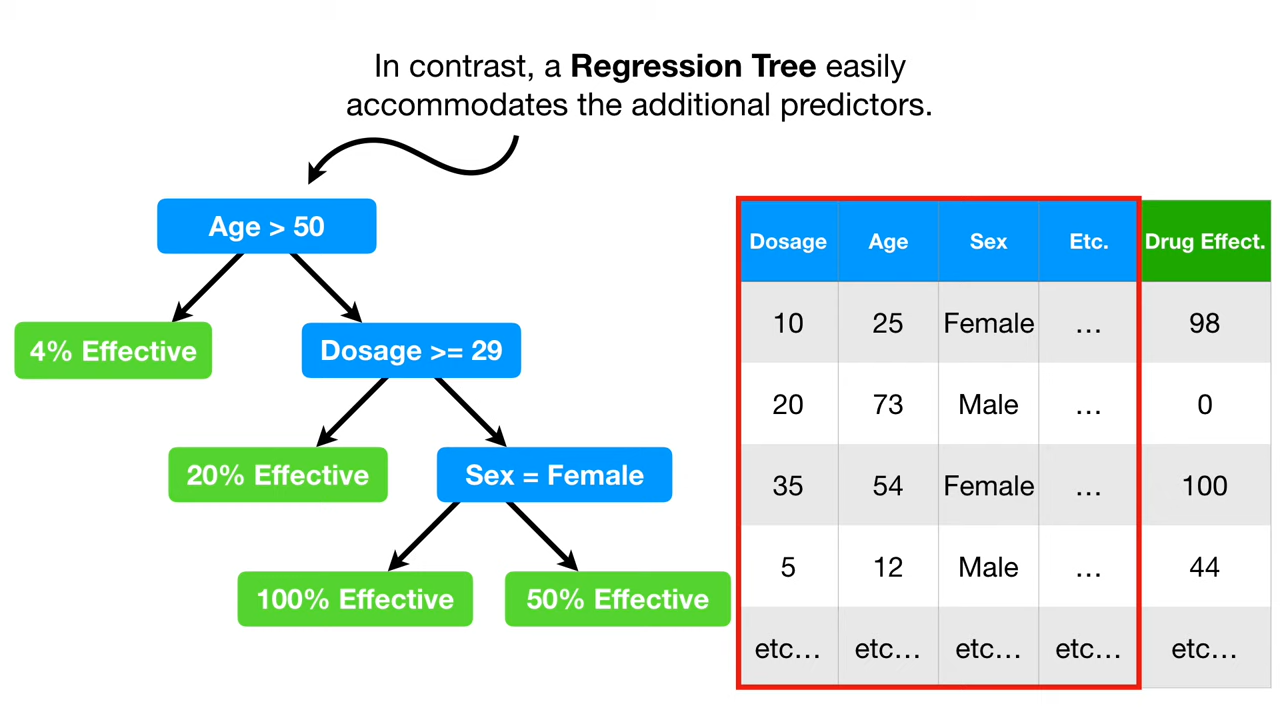 In contrast, a Regression Tree easily
accommodates the additional predictors.
Age > 50
4% Effective
Dosage >= 29
20% Effective
Sex = Female
100% Effective
50% Effective
Dosage Age Sex Etc. Drug Effect.
10 25 Female … 98
20 73 Male … 0
35 54 Female … 100
5 12 Male … 44
etc… etc… etc… etc… etc…